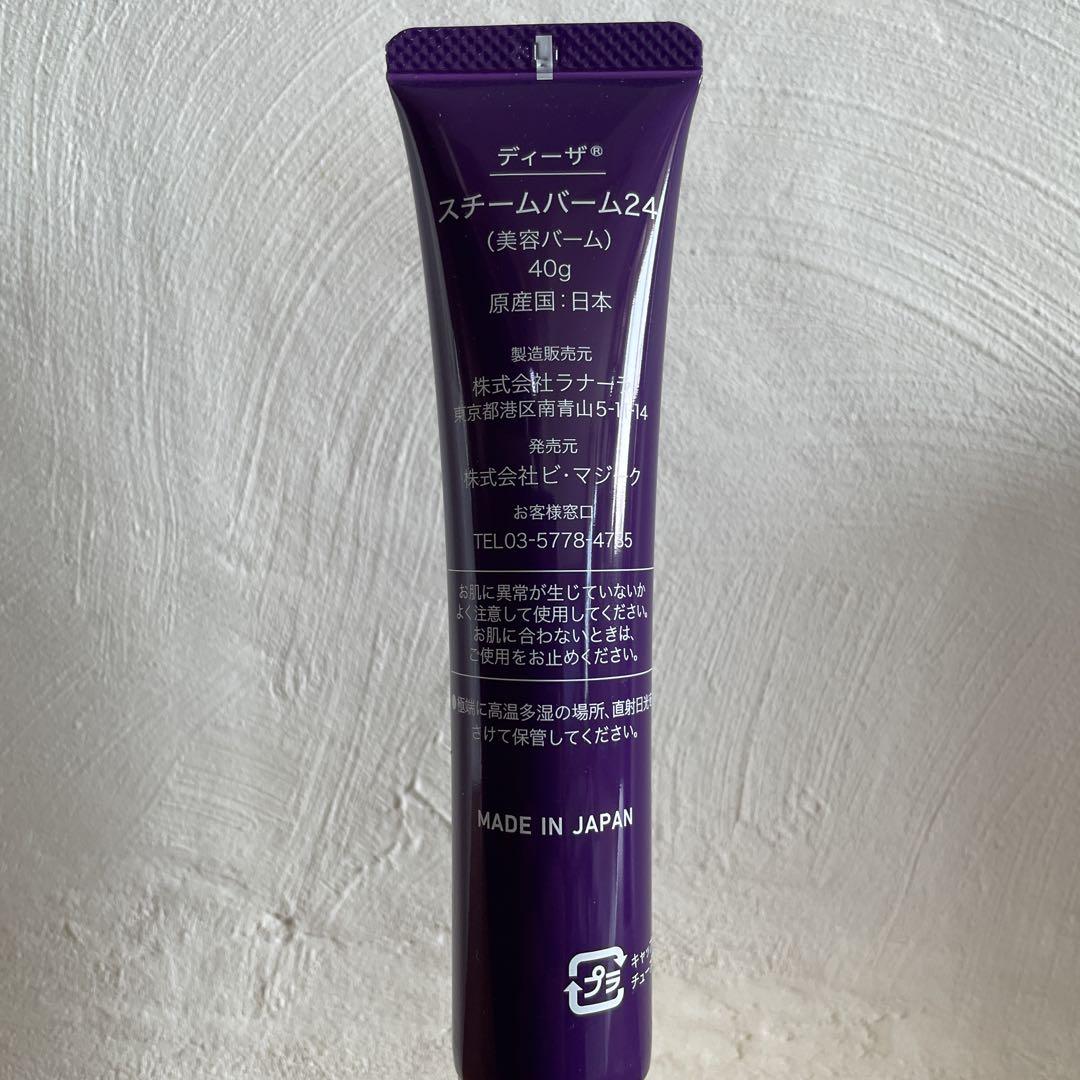 ディーザ®
スチームバーム24
(美容バーム)
40g
原産国:日本
製造販売元
株式会社ラナーラ
東京都港区南青山
発売元
株式会社ビ・マジーク
お客様窓口
お肌に異常が生じていないか
よく注意して使用してください。
お肌に合わないときは、
ご使用をお止めください。
●極端に高温多湿の場所、直射日光を
さけて保管してください。
MADE IN JAPAN
プラ